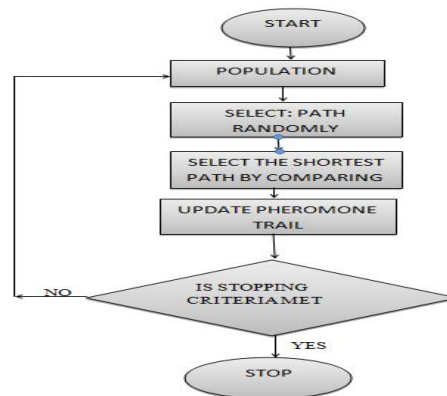 START
POPULATION
SELECT: PATH
RANDOMLY
SELECT THE SHORTEST
PATH BY COMPARING
UPDATE PHEROMONE
TRAIL
IS STOPPING
CRITERIA MET
NO
YES
STOP